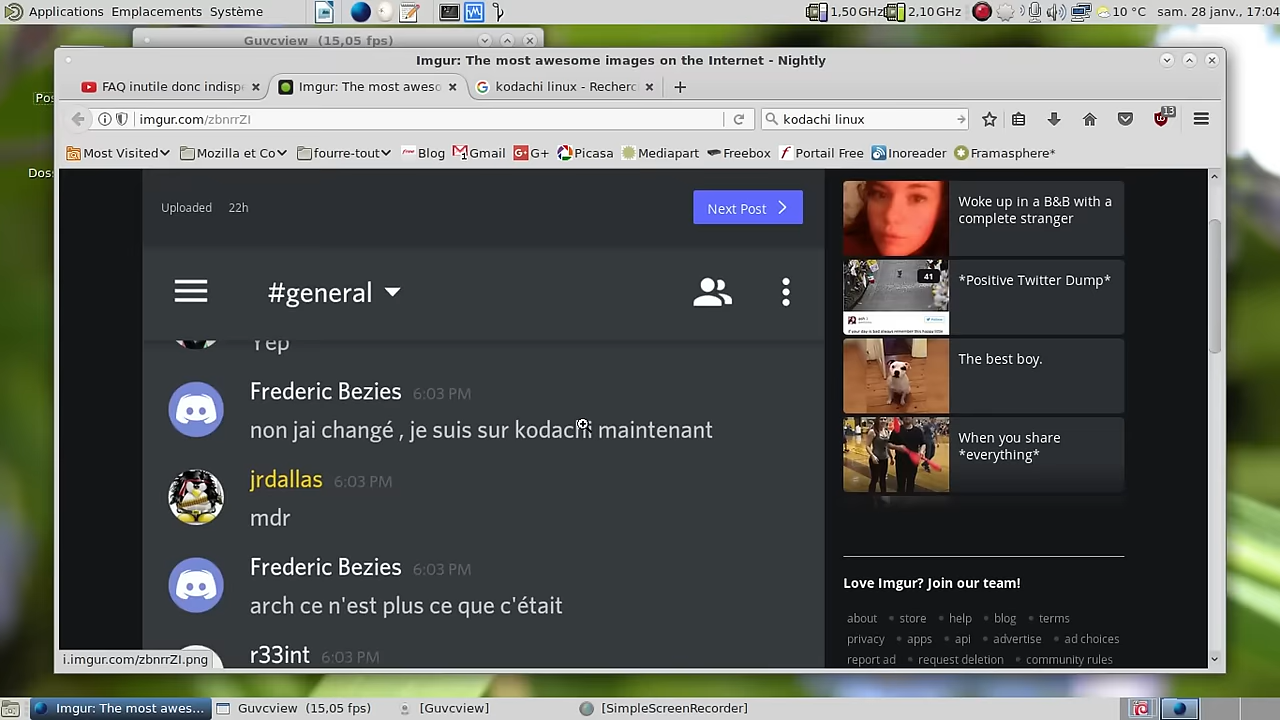 Applications Emplacements Système
1,50 GHz 2,10 GHz 10 °C sam. 28 janv., 17:04
Guvcview (15,05 fps)
Imgur: The most awesome images on the Internet - Nightly
FAQ inutile donc indisp
Imgur: The most aweso
kodachi linux - Recherc
imgur.com/zbnrrZI
kodachi linux
13
Most Visited
Mozilla et Co
fourre-tout
Blog
Gmail
G+
Picasa
Mediapart
Freebox
Portail Free
Inoreader
Framasphere*
Uploaded 22h
Next Post
#general
Yep
Frederic Bezies 6:03 PM
non jai changé , je suis sur kodachi maintenant
jrdallas 6:03 PM
mdr
Frederic Bezies 6:03 PM
arch ce n'est plus ce que c'était
r33int 6:03 PM
i.imgur.com/zbnrrZI.png
Woke up in a B&B with a
complete stranger
41
*Positive Twitter Dump*
The best boy.
When you share
*everything*
Love Imgur? Join our team!
about store help blog terms
privacy apps api advertise ad choices
report ad request deletion community rules
Pos
Doss
Imgur: The most awes...
Guvcview (15,05 fps)
[Guvcview]
[SimpleScreenRecorder]